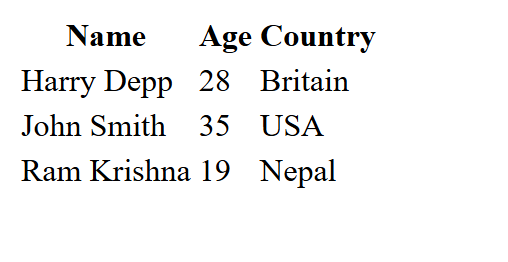 Name Age Country
Harry Depp 28 Britain
John Smith 35 USA
Ram Krishna 19 Nepal